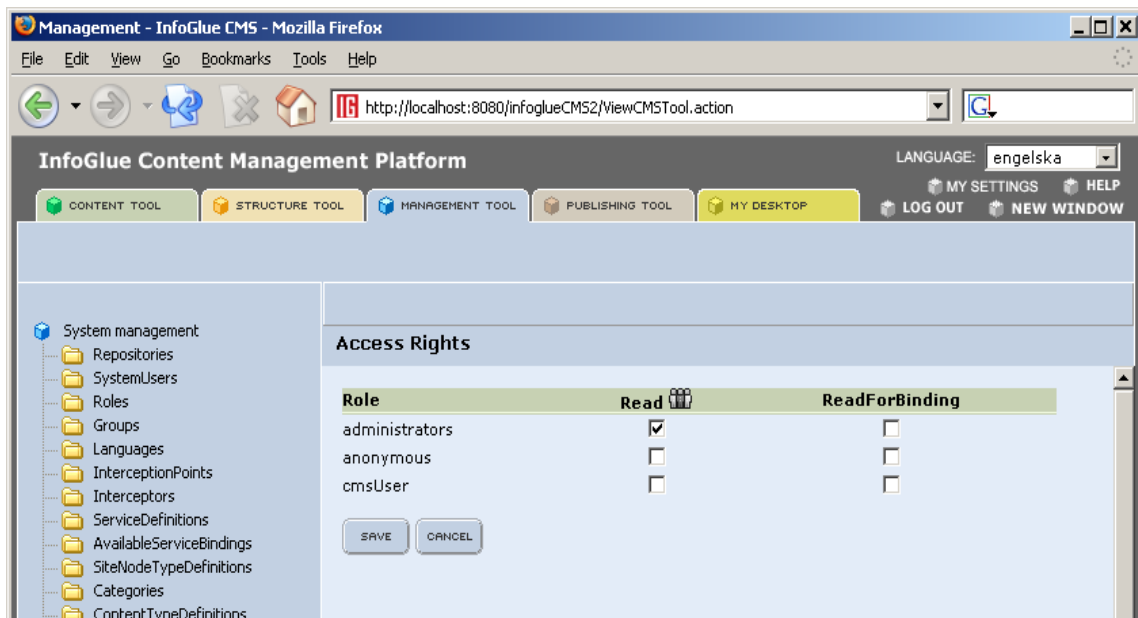 Management - InfoGlue CMS - Mozilla Firefox
File Edit View Go Bookmarks Tools Help
http://localhost:8080/infoglueCMS2/ViewCMSTool.action
G
InfoGlue Content Management Platform
LANGUAGE: engelska
MY SETTINGS HELP
LOG OUT NEW WINDOW
CONTENT TOOL STRUCTURE TOOL MANAGEMENT TOOL PUBLISHING TOOL MY DESKTOP
System management
Repositories
SystemUsers
Roles
Groups
Languages
InterceptionPoints
Interceptors
ServiceDefinitions
AvailableServiceBindings
SiteNodeTypeDefinitions
Categories
ContentTypeDefinitions
Access Rights
Role Read ReadForBinding
administrators
anonymous
cmsUser
SAVE CANCEL